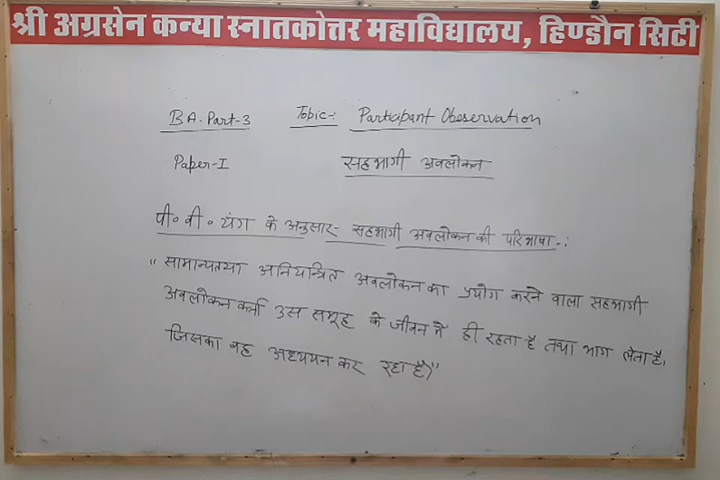 श्री अग्रसेन कन्या स्नातकोत्तर महाविद्यालय, हिण्डौन सिटी
B.A. Part-3 Topic:- Participant Observation
Paper-I सहभागी अवलोकन
पी० वी० यंग के अनुसार- सहभागी अवलोकन की परिभाषा-:
"सामान्यतया अनियन्त्रित अवलोकन का प्रयोग करने वाला सहभागी
अवलोकन कर्ता उस समूह के जीवन में ही रहता है तथा भाग लेता है,
जिसका वह अध्ययन कर रहा है।"